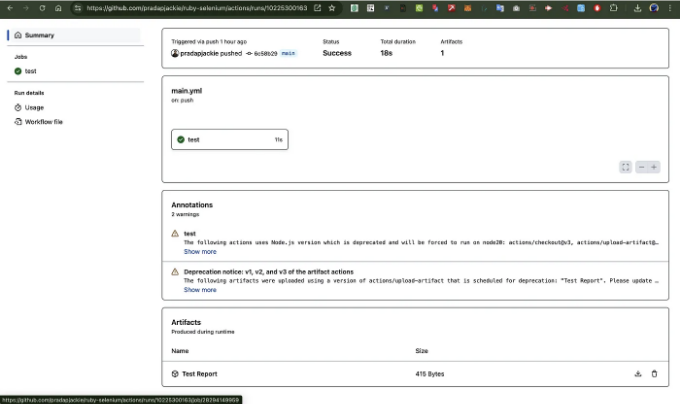 https://github.com/pradapjackie/ruby-selenium/actions/runs/10225300163
Summary
Jobs
test
Run details
Usage
Workflow file
Triggered via push 1 hour ago
Status
Total duration
Artifacts
pradapjackie pushed 6c58b29 main
Success
18s
1
main.yml
on: push
test 11s
Annotations
2 warnings
test
The following actions uses Node.js version which is deprecated and will be forced to run on node20: actions/checkout@v3, actions/upload-artifact@…
Show more
Deprecation notice: v1, v2, and v3 of the artifact actions
The following artifacts were uploaded using a version of actions/upload-artifact that is scheduled for deprecation: "Test Report". Please update …
Show more
Artifacts
Produced during runtime
Name Size
Test Report 415 Bytes
https://github.com/pradapjackie/ruby-selenium/actions/runs/10225300163/job/28294149959